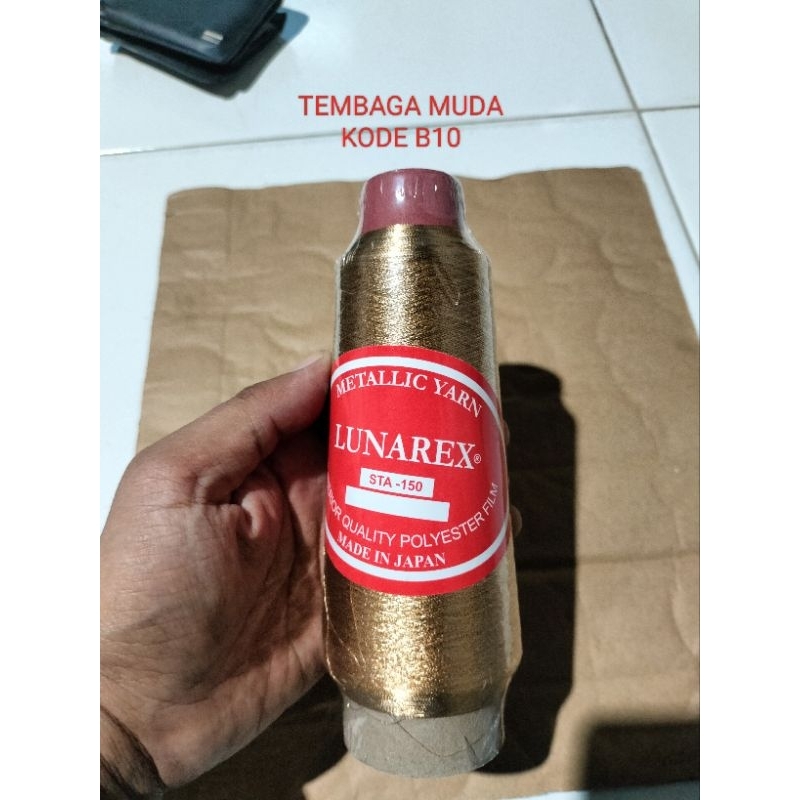 TEMBAGA MUDA
KODE B10
METALLIC YARN
LUNAREX®
STA -150
QUALITY POLYESTER FILM
MADE IN JAPAN